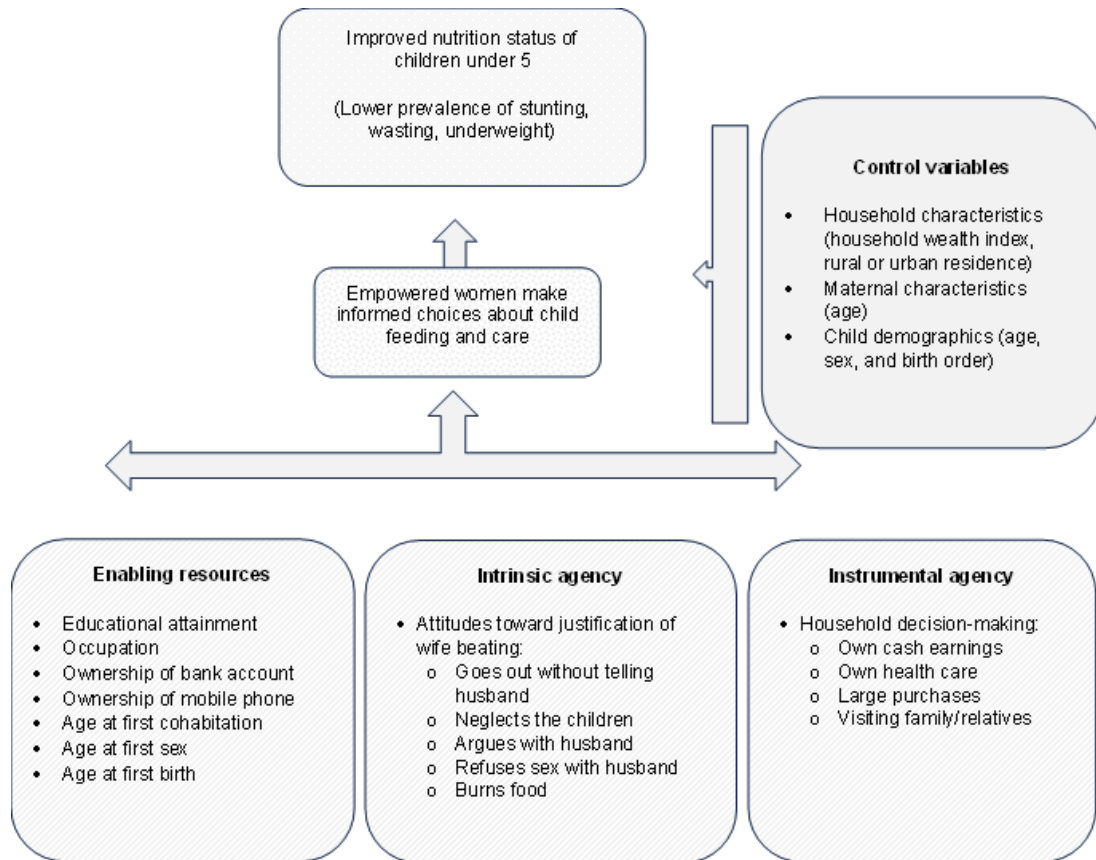 Improved nutrition status of
children under 5
(Lower prevalence of stunting,
wasting, underweight)
Control variables
• Household characteristics
(household wealth index,
rural or urban residence)
• Maternal characteristics
(age)
• Child demographics (age,
sex, and birth order)
Empowered women make
informed choices about child
feeding and care
Enabling resources
• Educational attainment
• Occupation
• Ownership of bank account
• Ownership of mobile phone
• Age at first cohabitation
• Age at first sex
• Age at first birth
Intrinsic agency
• Attitudes toward justification of
wife beating:
o Goes out without telling
husband
o Neglects the children
o Argues with husband
o Refuses sex with husband
o Burns food
Instrumental agency
• Household decision-making:
o Own cash earnings
o Own health care
o Large purchases
o Visiting family/relatives